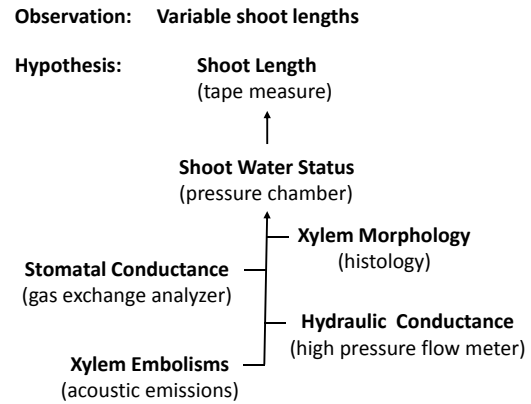 Observation: Variable shoot lengths
Hypothesis: Shoot Length
(tape measure)
Shoot Water Status
(pressure chamber)
Xylem Morphology
(histology)
Stomatal Conductance
(gas exchange analyzer)
Hydraulic Conductance
(high pressure flow meter)
Xylem Embolisms
(acoustic emissions)